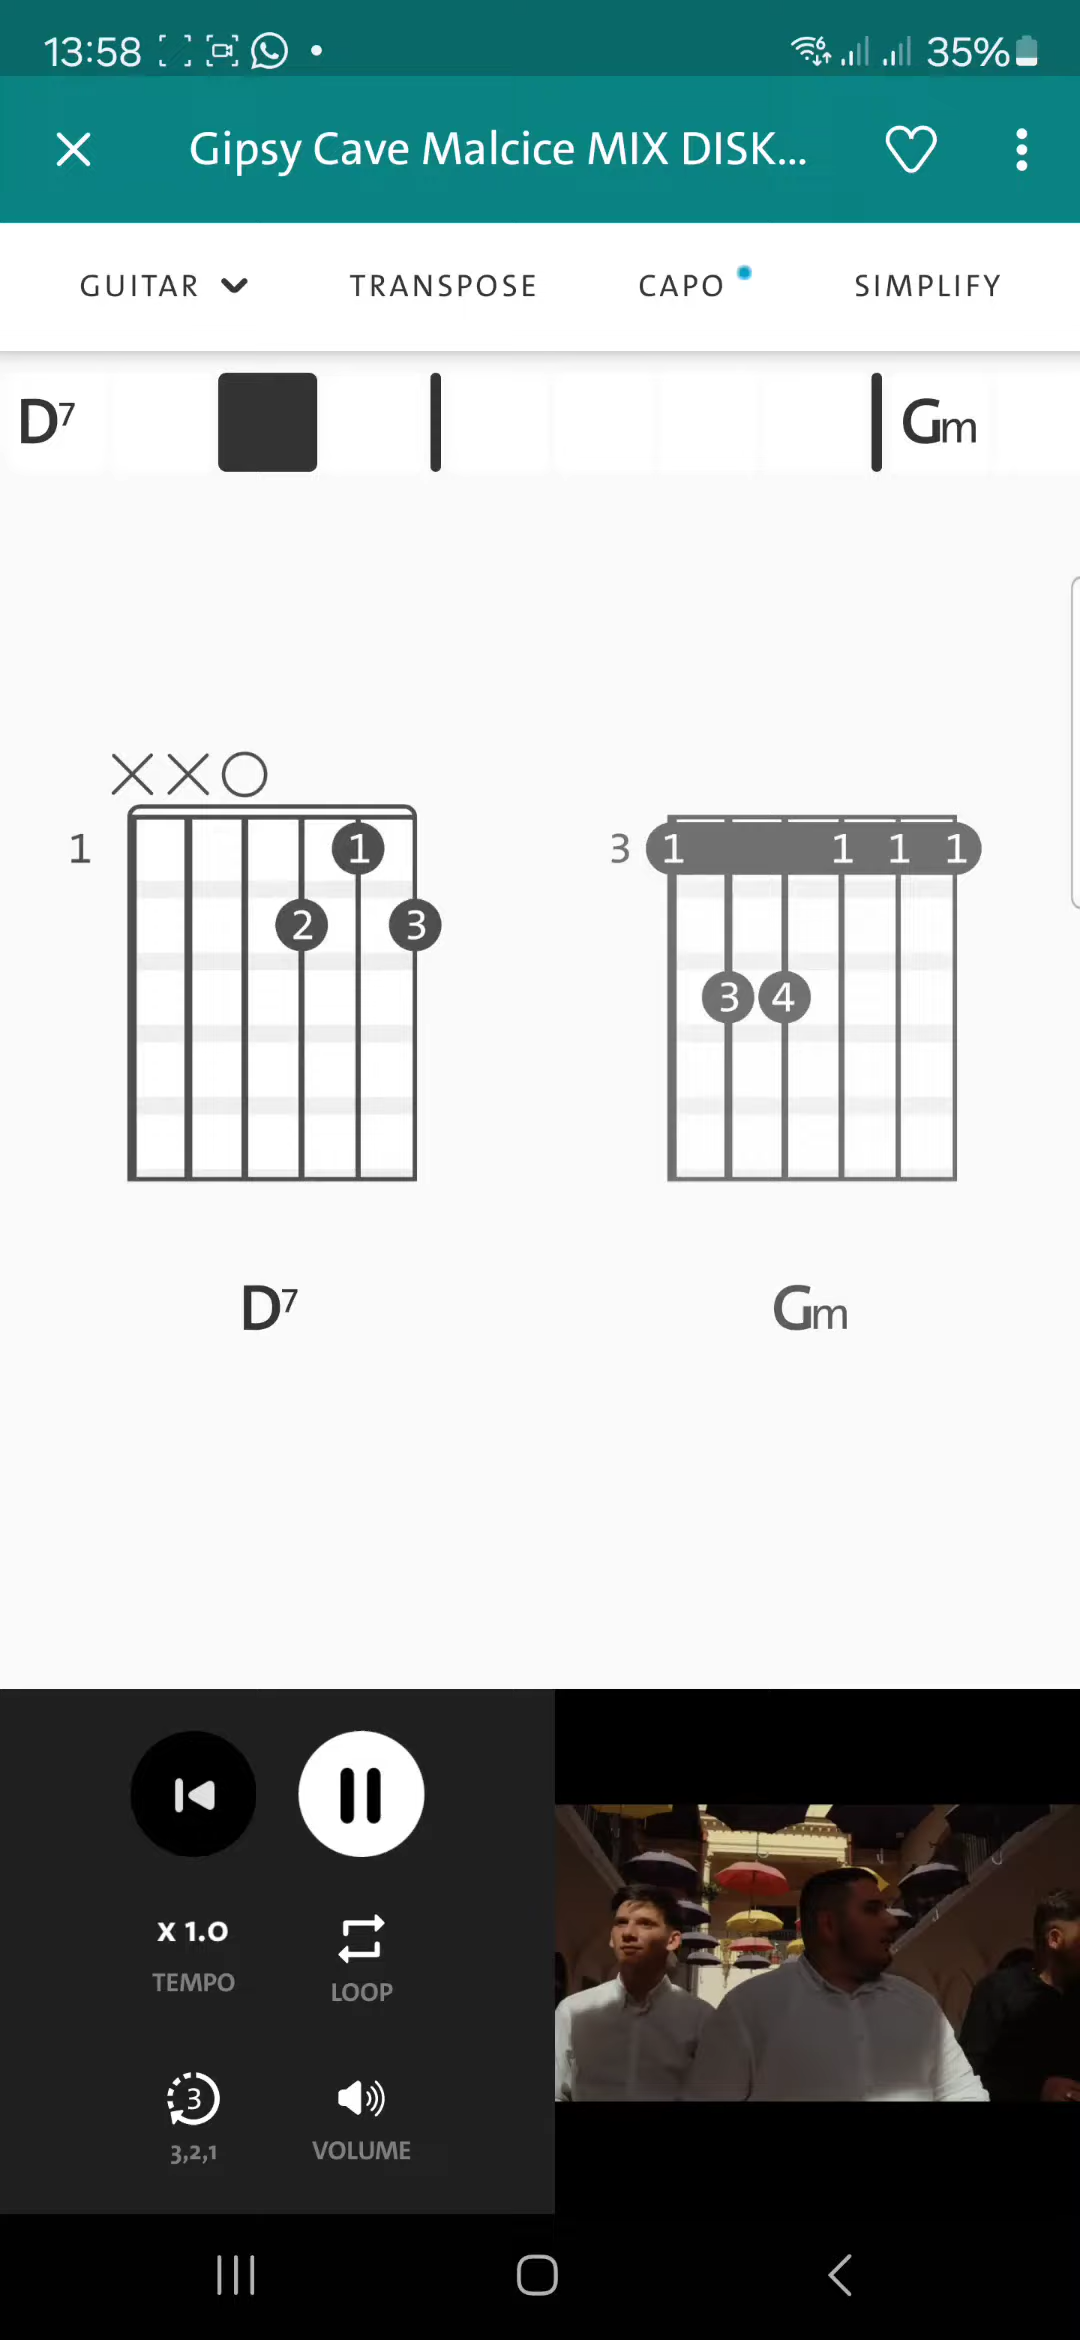 13:58 35%
Gipsy Cave Malcice MIX DISK...
GUITAR TRANSPOSE CAPO SIMPLIFY
D7 Gm
1 1 3 1 1 1 1
2 3
3 4
D7 Gm
x 1.0
TEMPO LOOP
3
3,2,1 VOLUME